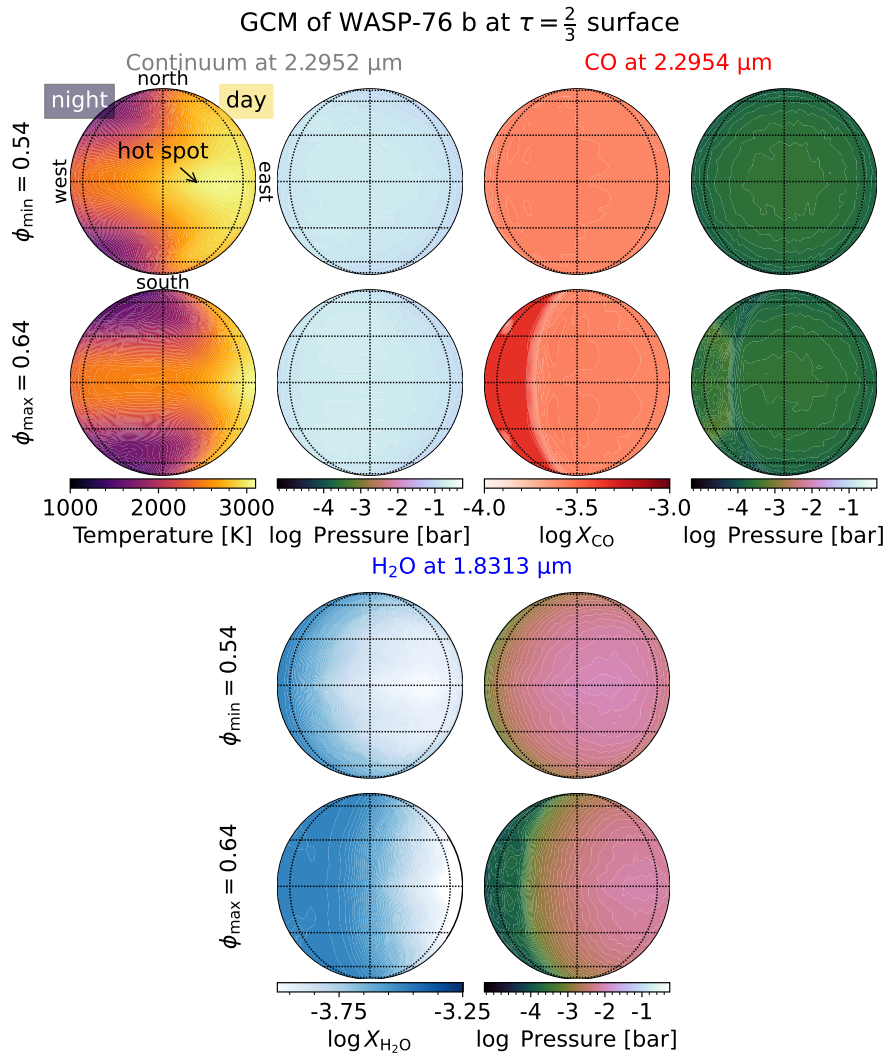 GCM of WASP-76 b at τ = 2/3 surface
Continuum at 2.2952 μm
CO at 2.2954 μm
north
night
day
hot spot
west
east
south
ϕmin = 0.54
ϕmax = 0.64
1000 2000 3000
Temperature [K]
-4 -3 -2 -1
log Pressure [bar]
-4.0 -3.5 -3.0
log XCO
-4 -3 -2 -1
log Pressure [bar]
H₂O at 1.8313 μm
ϕmin = 0.54
ϕmax = 0.64
-3.75 -3.25
log XH₂O
-4 -3 -2 -1
log Pressure [bar]